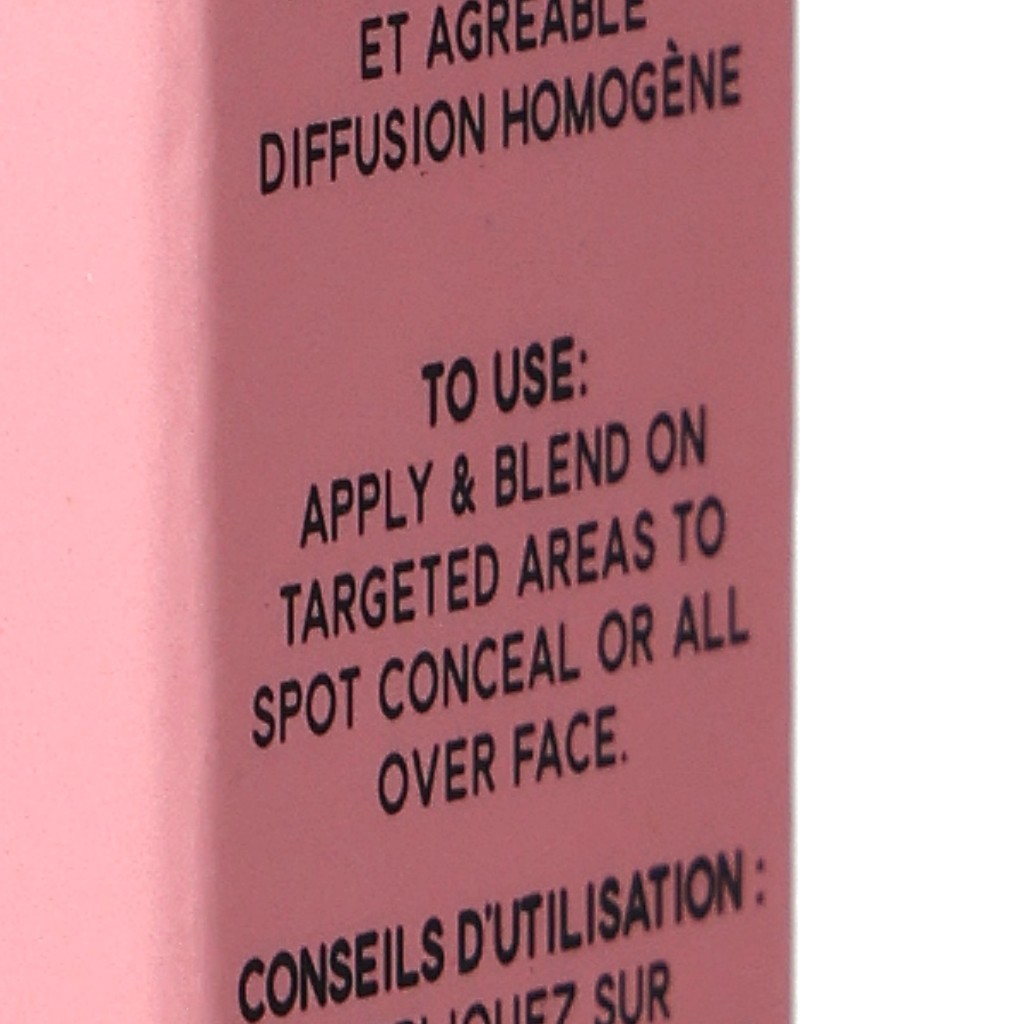 ET AGRÉABLE
DIFFUSION HOMOGÈNE
TO USE:
APPLY & BLEND ON
TARGETED AREAS TO
SPOT CONCEAL OR ALL
OVER FACE.
CONSEILS D'UTILISATION :
SUR